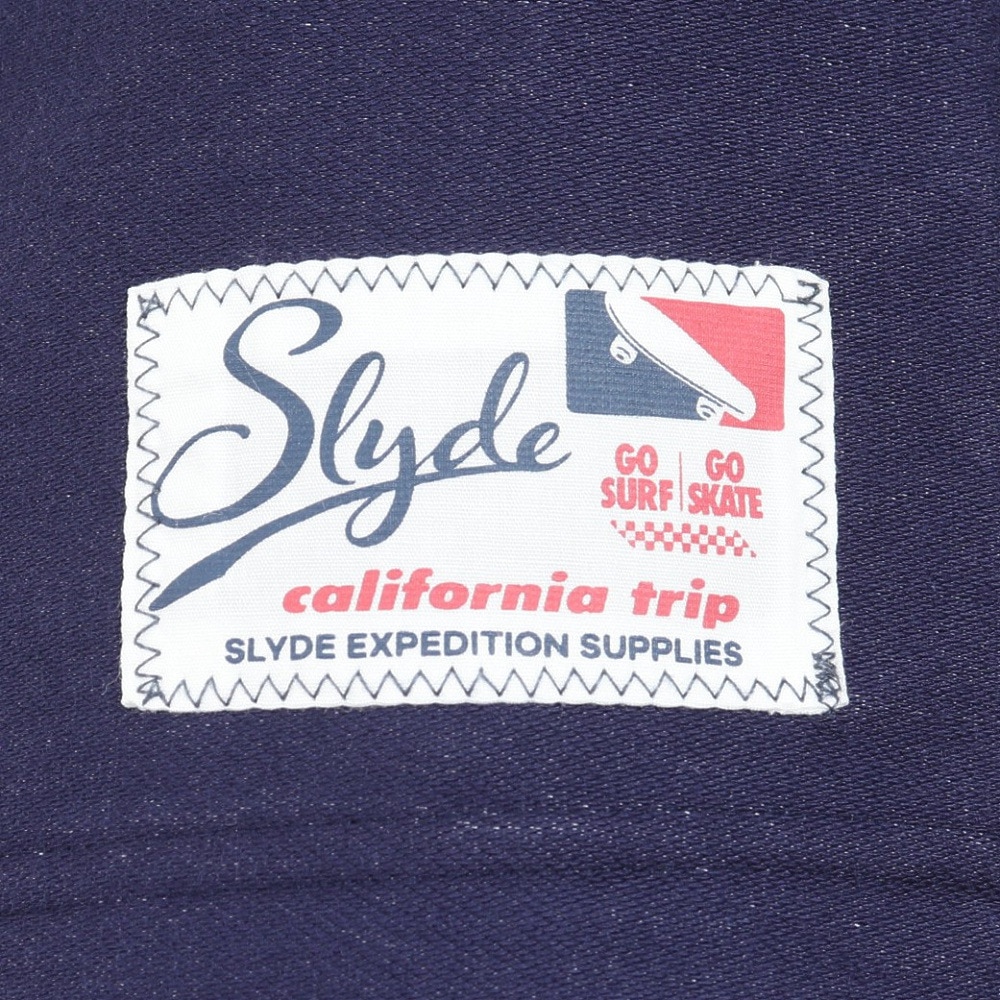 Slyde
GO SURF
GO SKATE
california trip
SLYDE EXPEDITION SUPPLIES